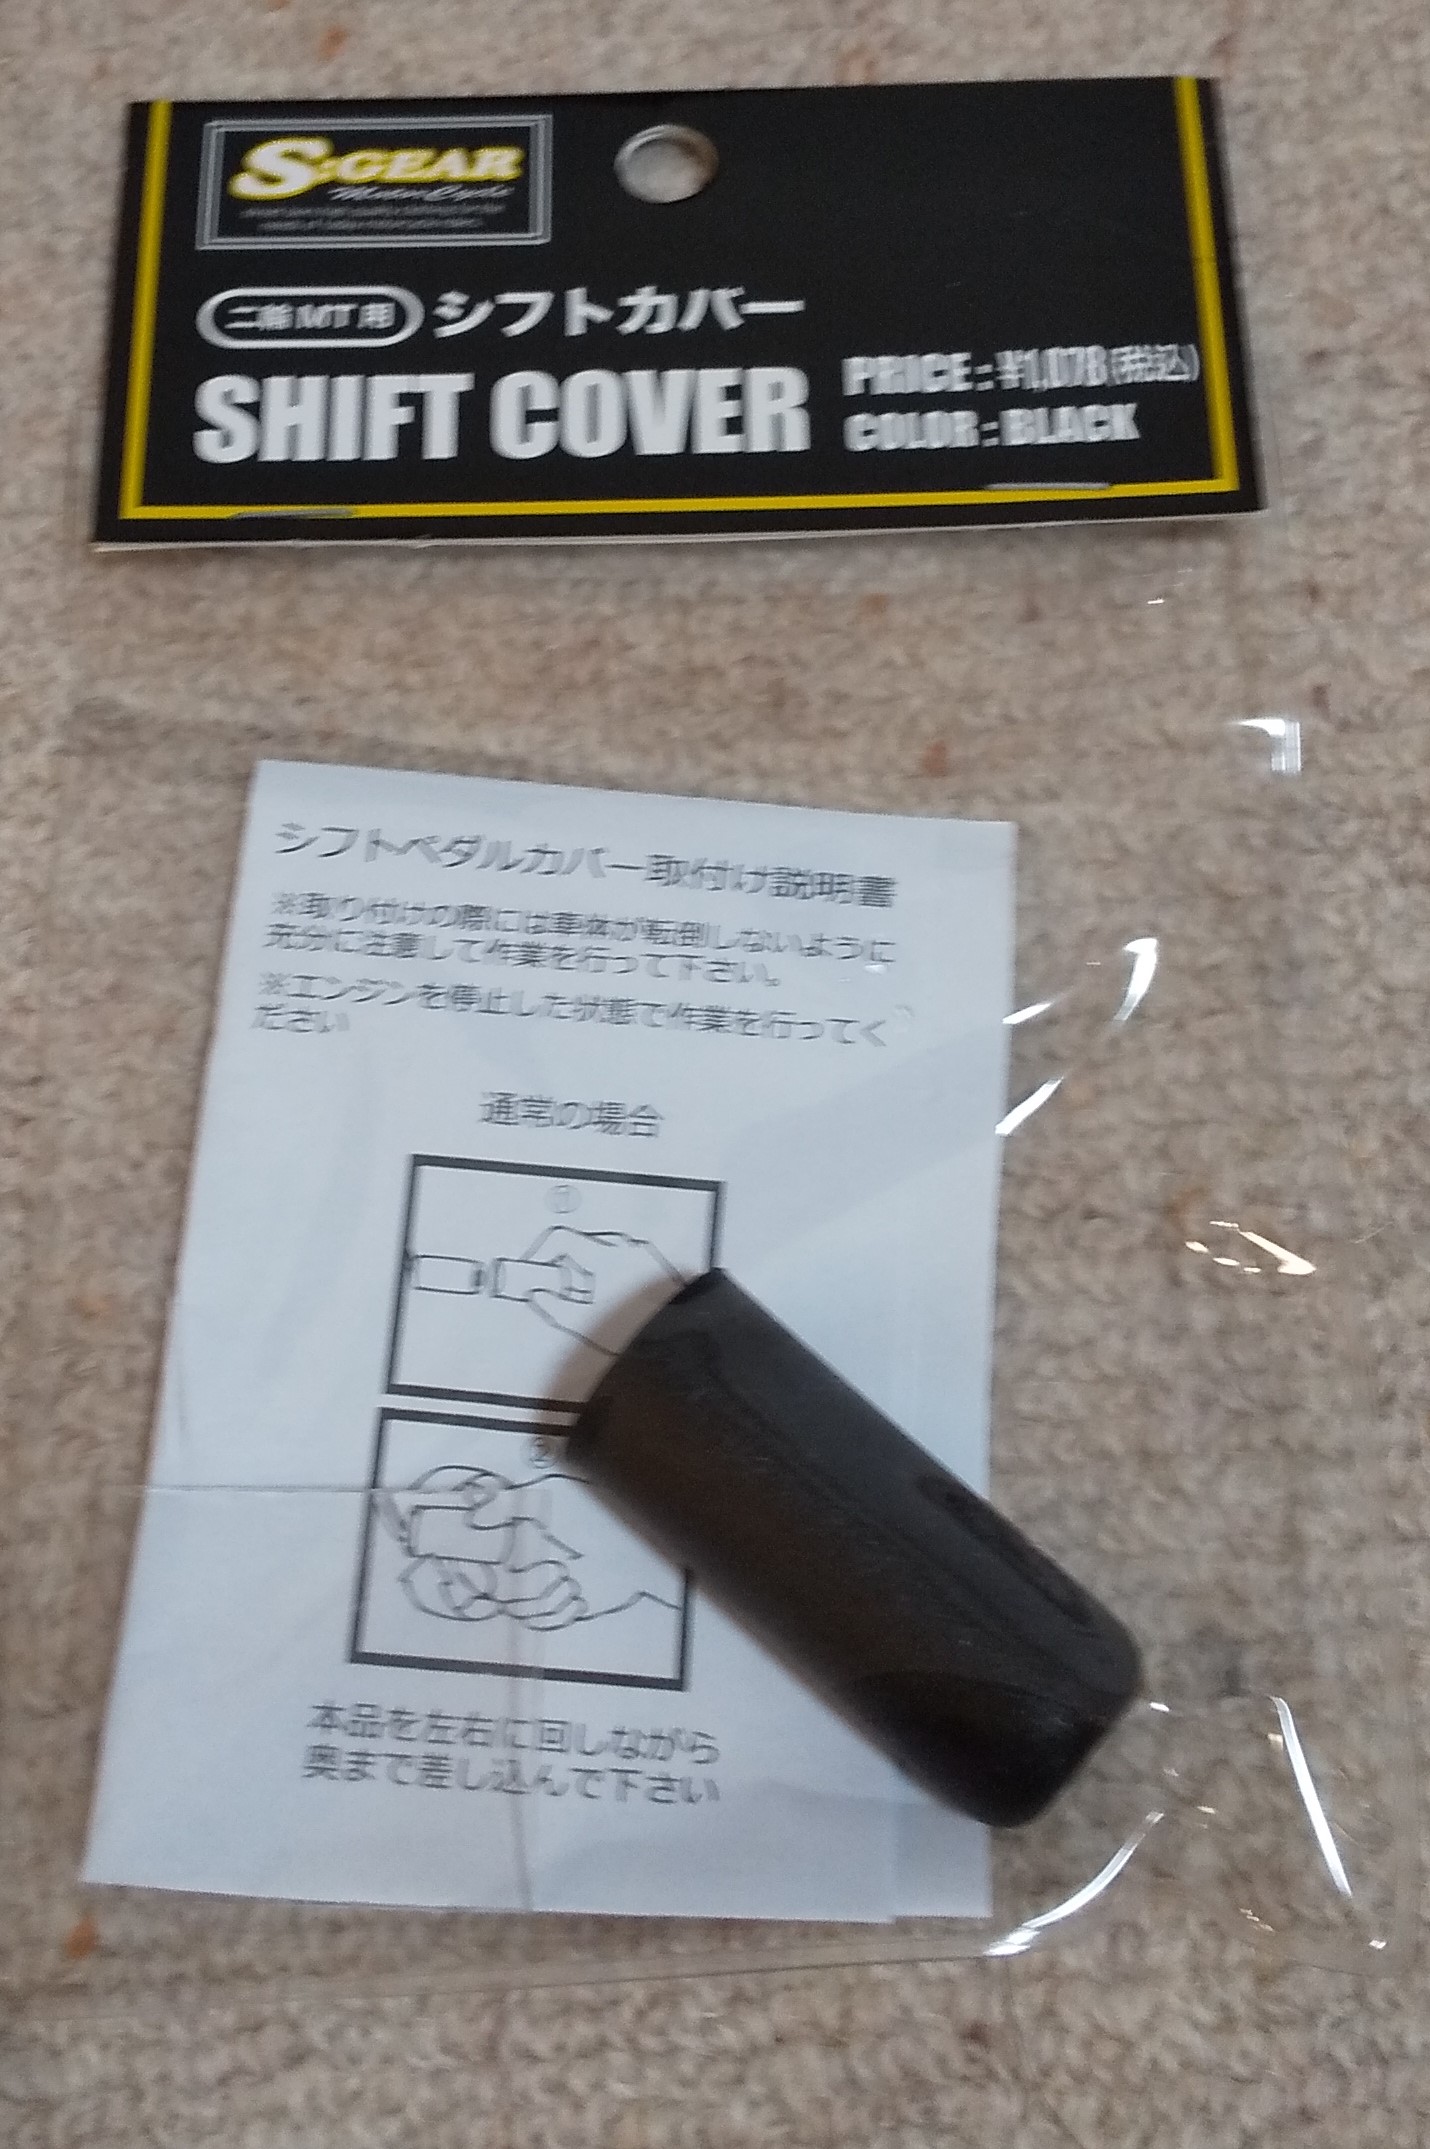 S:GEAR
MotorCycle
二輪MT用 シフトカバー
SHIFT COVER
PRICE : ¥1,078(税込)
COLOR : BLACK
シフトペダルカバー取付け説明書
※取り付けの際には車体が転倒しないように
充分に注意して作業を行って下さい。
※エンジンを停止した状態で作業を行ってく
ださい
通常の場合
①
②
本品を左右に回しながら
奥まで差し込んで下さい